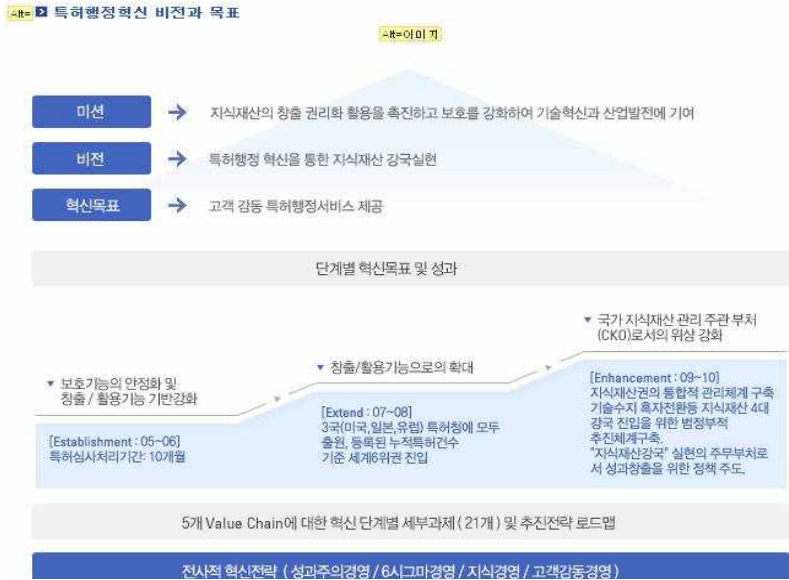 Alt= 특허행정혁신 비전과 목표
Alt=이미지
미션 지식재산의 창출 권리화 활용을 촉진하고 보호를 강화하여 기술혁신과 산업발전에 기여
비전 특허행정 혁신을 통한 지식재산 강국실현
혁신목표 고객 감동 특허행정서비스 제공
단계별 혁신목표 및 성과
보호기능의 안정화 및
창출 / 활용기능 기반강화
[Establishment : 05~06]
특허심사처리기간: 10개월
창출/활용기능으로의 확대
[Extend : 07~08]
3국(미국,일본,유럽) 특허청에 모두
출원, 등록된 누적특허건수
기준 세계6위권 진입
국가 지식재산 관리 주관 부처
(CKO)로서의 위상 강화
[Enhancement : 09~10]
지식재산권의 통합적 관리체계 구축
기술수지 흑자전환등 지식재산 4대
강국 진입을 위한 범정부적
추진체계구축.
"지식재산강국" 실현의 주무부처로
서 성과창출을 위한 정책 주도.
5개 Value Chain에 대한 혁신 단계별 세부과제 ( 21개 ) 및 추진전략 로드맵
전사적 혁신전략 ( 성과주의경영 / 6시그마경영 / 지식경영 / 고객감동경영 )